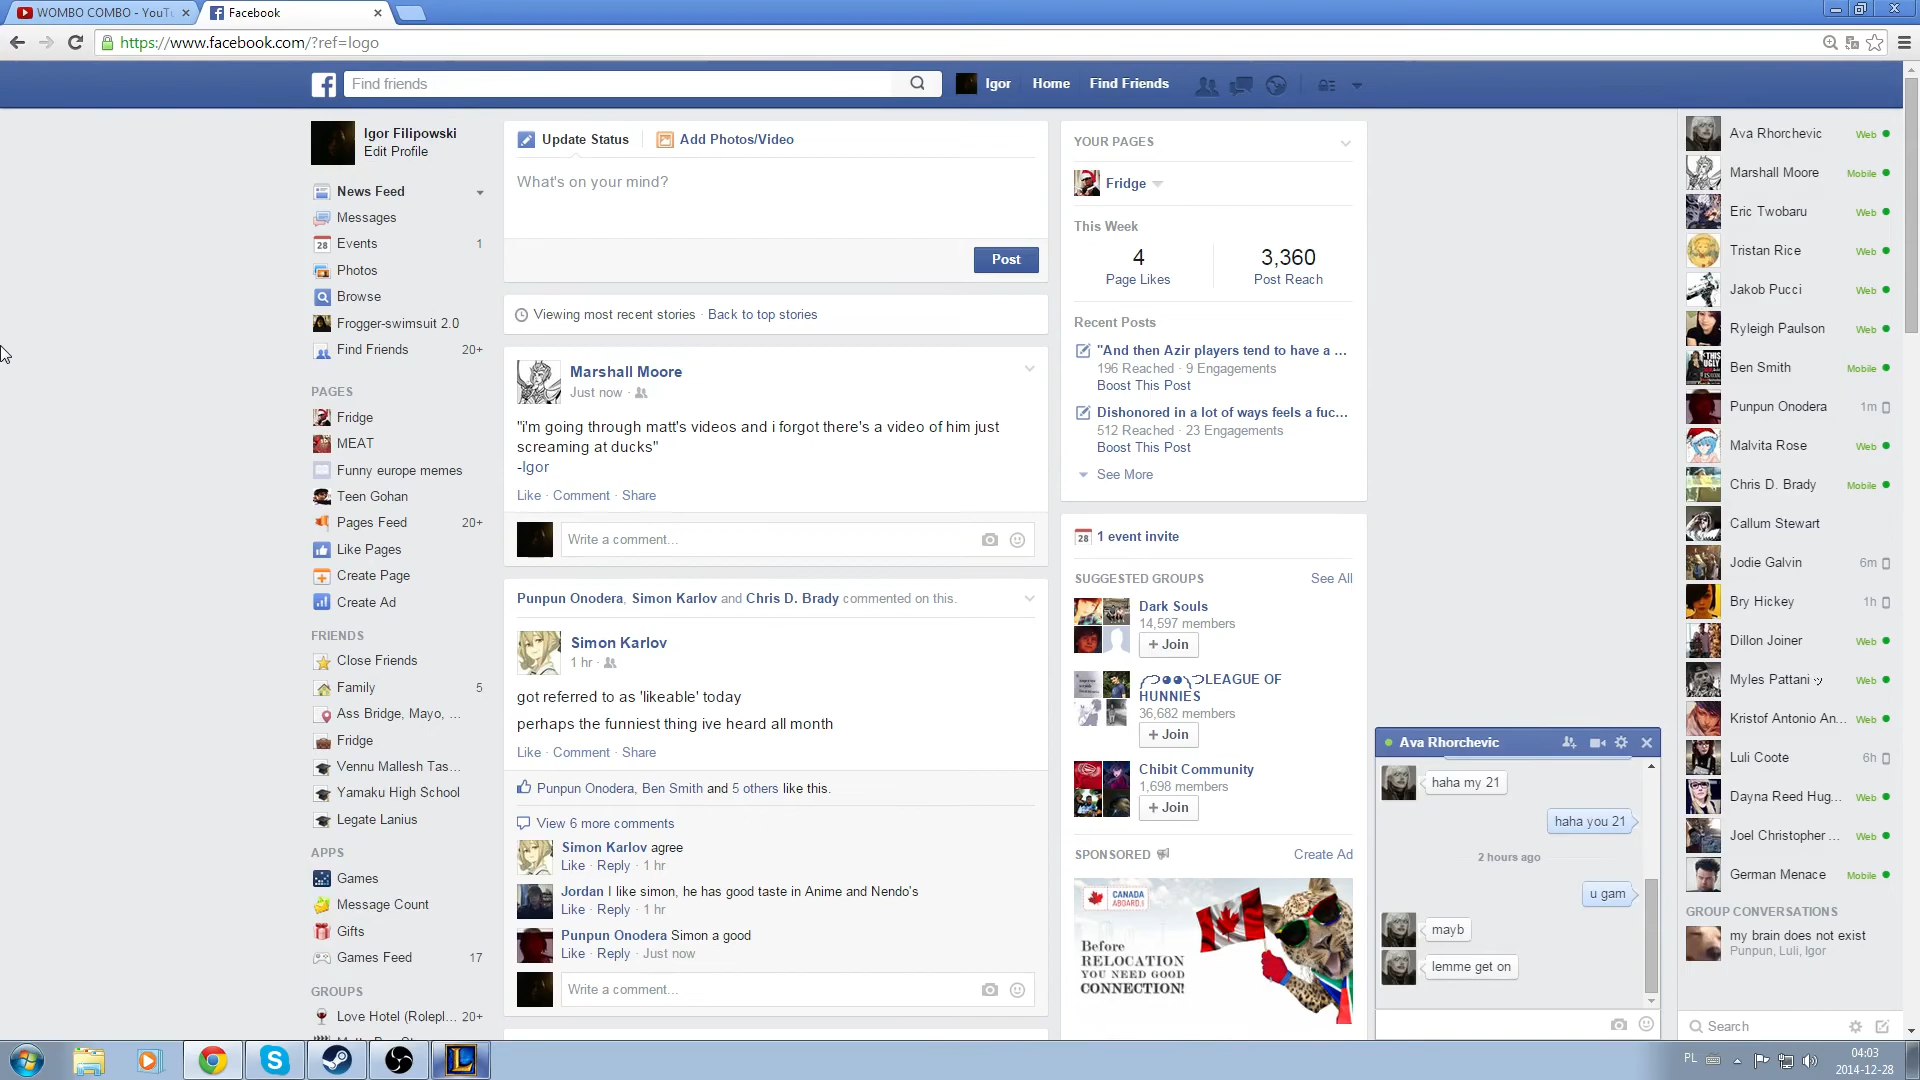 WOMBO COMBO - YouTu
Facebook
https://www.facebook.com/?ref=logo
Find friends
Igor
Home
Find Friends
Igor Filipowski
Edit Profile
News Feed
Messages
Events 1
Photos
Browse
Frogger-swimsuit 2.0
Find Friends 20+
PAGES
Fridge
MEAT
Funny europe memes
Teen Gohan
Pages Feed 20+
Like Pages
Create Page
Create Ad
FRIENDS
Close Friends
Family 5
Ass Bridge, Mayo, ...
Fridge
Vennu Mallesh Tas...
Yamaku High School
Legate Lanius
APPS
Games
Message Count
Gifts
Games Feed 17
GROUPS
Love Hotel (Rolepl... 20+
Update Status
Add Photos/Video
What's on your mind?
Post
Viewing most recent stories · Back to top stories
Marshall Moore
Just now ·
"i'm going through matt's videos and i forgot there's a video of him just
screaming at ducks"
-Igor
Like · Comment · Share
Write a comment...
Punpun Onodera, Simon Karlov and Chris D. Brady commented on this.
Simon Karlov
1 hr ·
got referred to as 'likeable' today
perhaps the funniest thing ive heard all month
Like · Comment · Share
Punpun Onodera, Ben Smith and 5 others like this.
View 6 more comments
Simon Karlov agree
Like · Reply · 1 hr
Jordan I like simon, he has good taste in Anime and Nendo's
Like · Reply · 1 hr
Punpun Onodera Simon a good
Like · Reply · Just now
Write a comment...
YOUR PAGES
Fridge
This Week
4
Page Likes
3,360
Post Reach
Recent Posts
"And then Azir players tend to have a ...
196 Reached · 9 Engagements
Boost This Post
Dishonored in a lot of ways feels a fuc...
512 Reached · 23 Engagements
Boost This Post
See More
28 1 event invite
SUGGESTED GROUPS See All
Dark Souls
14,597 members
+ Join
LEAGUE OF
HUNNIES
36,682 members
+ Join
Chibit Community
1,698 members
+ Join
SPONSORED Create Ad
CANADA
ABOARD
Before
RELOCATION
YOU NEED GOOD
CONNECTION!
Ava Rhorchevic
haha my 21
haha you 21
2 hours ago
u gam
mayb
lemme get on
Ava Rhorchevic Web
Marshall Moore Mobile
Eric Twobaru Web
Tristan Rice Web
Jakob Pucci Web
Ryleigh Paulson Web
Ben Smith Mobile
Punpun Onodera 1m
Malvita Rose Web
Chris D. Brady Mobile
Callum Stewart
Jodie Galvin 6m
Bry Hickey 1h
Dillon Joiner Web
Myles Pattani Web
Kristof Antonio An... Web
Luli Coote 6h
Dayna Reed Hug... Web
Joel Christopher ... Web
German Menace Mobile
GROUP CONVERSATIONS
my brain does not exist
Punpun, Luli, Igor
Search
PL
04:03
2014-12-28